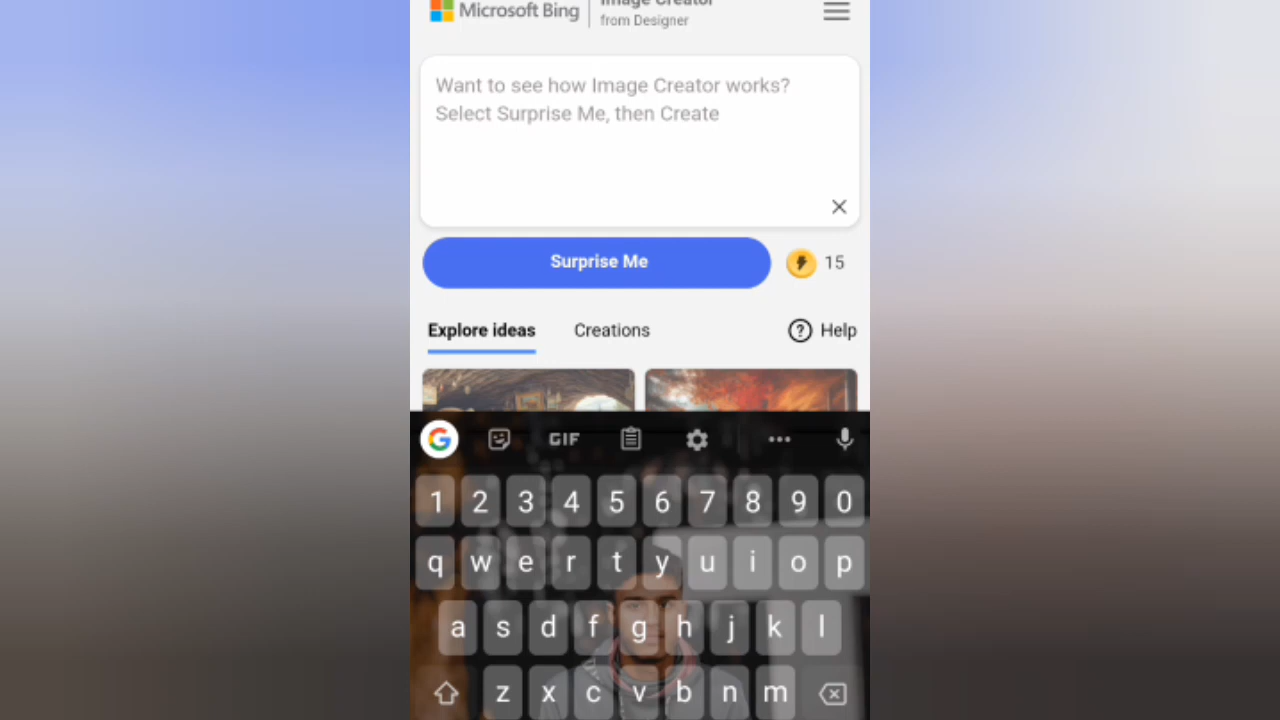 Microsoft Bing
Image Creator
from Designer
Want to see how Image Creator works?
Select Surprise Me, then Create
Surprise Me
15
Explore ideas
Creations
Help
GIF
1 2 3 4 5 6 7 8 9 0
q w e r t y u i o p
a s d f g h j k l
z x c v b n m